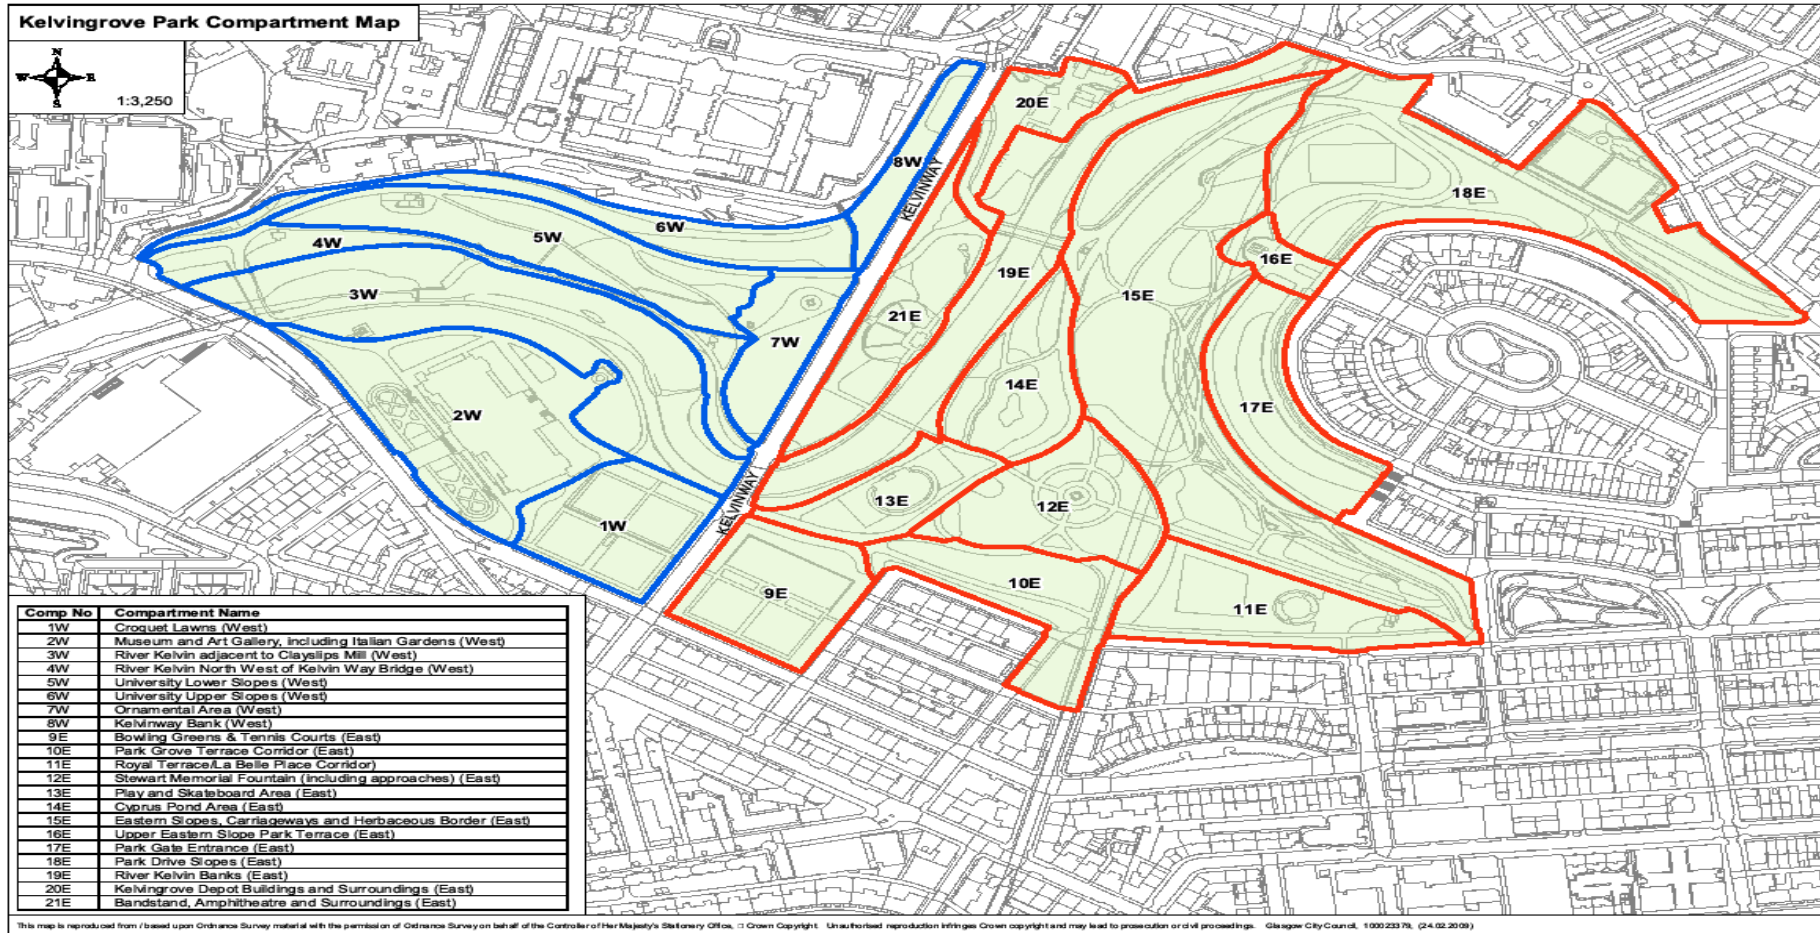 Kelvingrove Park Compartment Map
N
W E
S
1:3,250
20E
8W
KELVINWAY
18E
6W
5W
4W
16E
19E
3W
15E
21E
7W
14E
17E
2W
KELVINWAY
13E
12E
1W
10E
9E
11E
Comp No Compartment Name
1W Croquet Lawns (West)
2W Museum and Art Gallery, including Italian Gardens (West)
3W River Kelvin adjacent to Clayslips Mill (West)
4W River Kelvin North West of Kelvin Way Bridge (West)
5W University Lower Slopes (West)
6W University Upper Slopes (West)
7W Ornamental Area (West)
8W Kelvinway Bank (West)
9E Bowling Greens & Tennis Courts (East)
10E Park Grove Terrace Corridor (East)
11E Royal Terrace/La Belle Place Corridor)
12E Stewart Memorial Fountain (including approaches) (East)
13E Play and Skateboard Area (East)
14E Cyprus Pond Area (East)
15E Eastern Slopes, Carriageways and Herbaceous Border (East)
16E Upper Eastern Slope Park Terrace (East)
17E Park Gate Entrance (East)
18E Park Drive Slopes (East)
19E River Kelvin Banks (East)
20E Kelvingrove Depot Buildings and Surroundings (East)
21E Bandstand, Amphitheatre and Surroundings (East)
This map is reproduced from / based upon Ordnance Survey material with the permission of Ordnance Survey on behalf of the Controller of Her Majesty's Stationery Office, □ Crown Copyright. Unauthorised reproduction infringes Crown copyright and may lead to prosecution or civil proceedings. Glasgow City Council, 100023379, (24.02.2009)